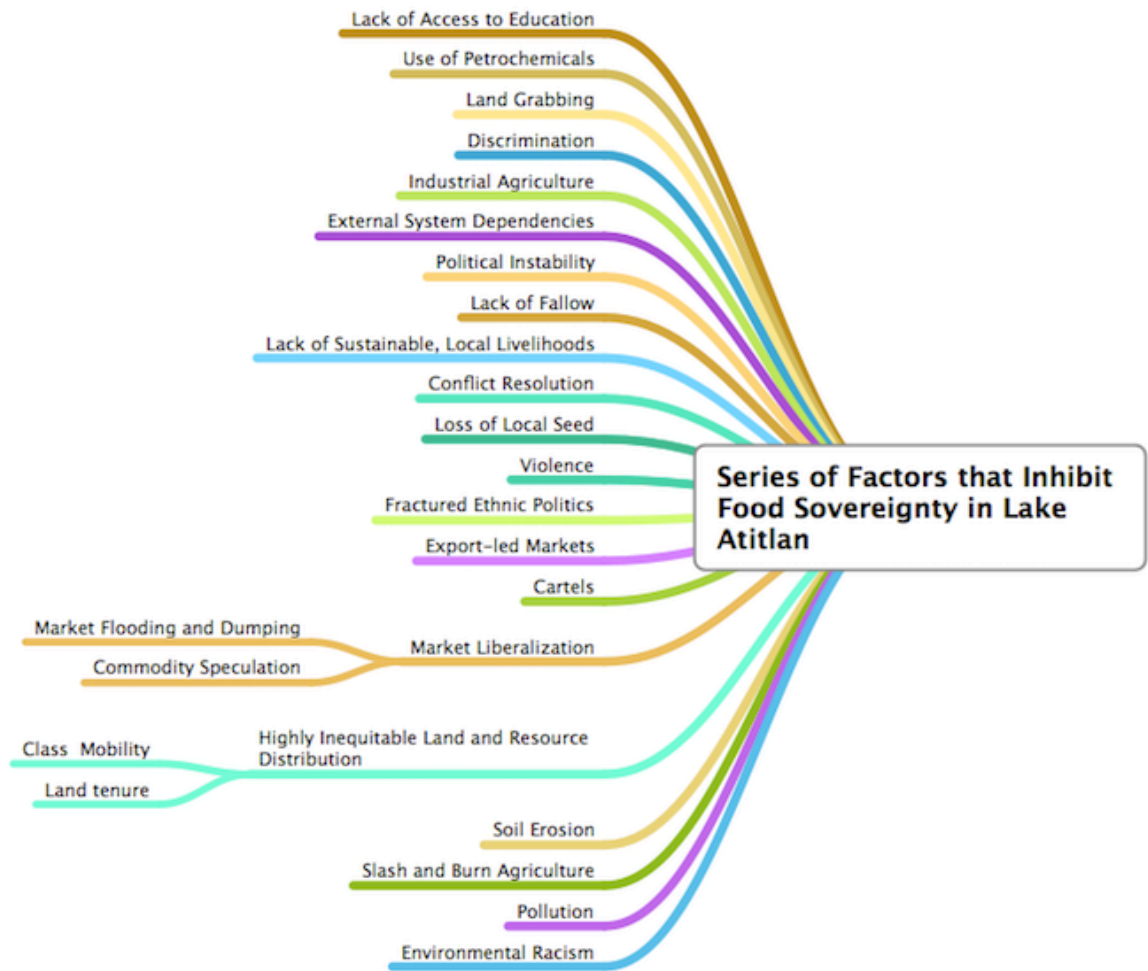 Lack of Access to Education
Use of Petrochemicals
Land Grabbing
Discrimination
Industrial Agriculture
External System Dependencies
Political Instability
Lack of Fallow
Lack of Sustainable, Local Livelihoods
Conflict Resolution
Loss of Local Seed
Violence
Fractured Ethnic Politics
Export-led Markets
Cartels
Market Flooding and Dumping
Commodity Speculation
Market Liberalization
Class  Mobility
Land tenure
Highly Inequitable Land and Resource
Distribution
Soil Erosion
Slash and Burn Agriculture
Pollution
Environmental Racism
Series of Factors that Inhibit
Food Sovereignty in Lake
Atitlan